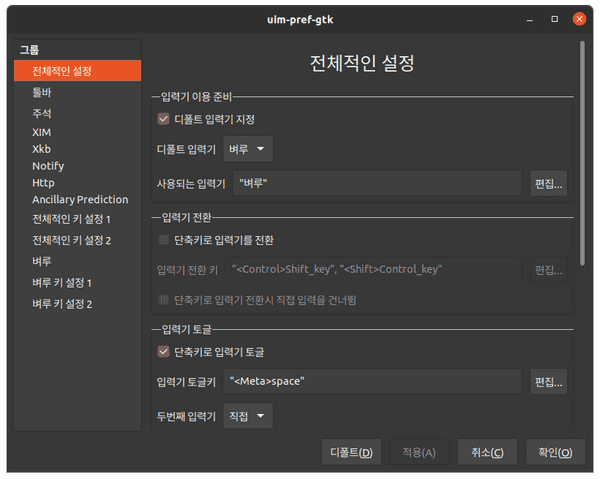 uim-pref-gtk
그룹
전체적인 설정
툴바
주석
XIM
Xkb
Notify
Http
Ancillary Prediction
전체적인 키 설정 1
전체적인 키 설정 2
벼루
벼루 키 설정 1
벼루 키 설정 2
전체적인 설정
입력기 이용 준비
디폴트 입력기 지정
디폴트 입력기 벼루
사용되는 입력기 "벼루" 편집...
입력기 전환
단축키로 입력기를 전환
입력기 전환 키 "<Control>Shift_key", "<Shift>Control_key" 편집...
단축키로 입력기 전환시 직접 입력을 건너뜀
입력기 토글
단축키로 입력기 토글
입력기 토글키 "<Meta>space" 편집...
두번째 입력기 직접
디폴트(D) 적용(A) 취소(C) 확인(O)